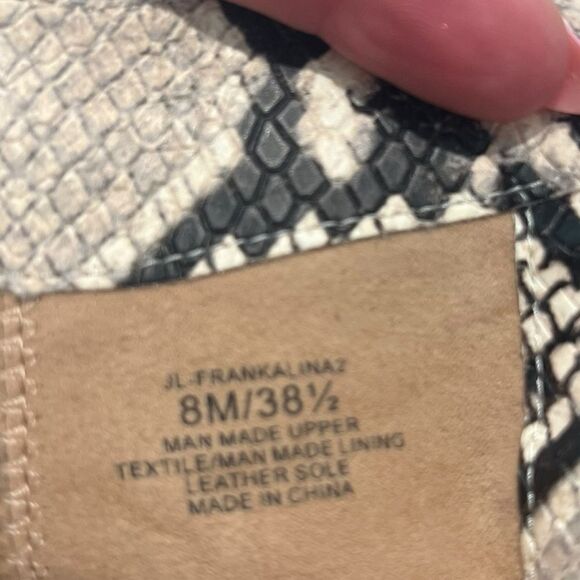 JL-FRANKALINA2
8M/38½
MAN MADE UPPER
TEXTILE/MAN MADE LINING
LEATHER SOLE
MADE IN CHINA